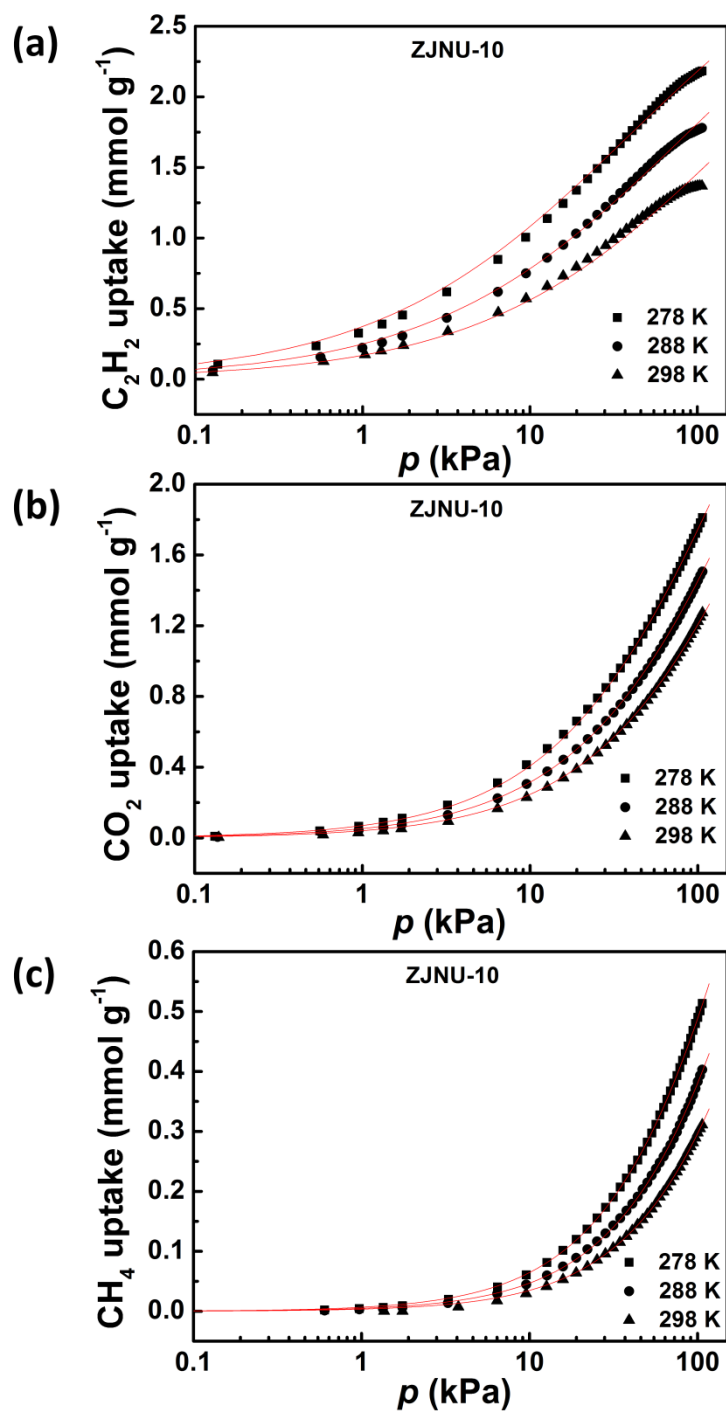 (a)
ZJNU-10
C₂H₂ uptake (mmol g⁻¹)
2.5
2.0
1.5
1.0
0.5
0.0
278 K
288 K
298 K
0.1 1 10 100
p (kPa)
(b)
ZJNU-10
CO₂ uptake (mmol g⁻¹)
2.0
1.6
1.2
0.8
0.4
0.0
278 K
288 K
298 K
0.1 1 10 100
p (kPa)
(c)
ZJNU-10
CH₄ uptake (mmol g⁻¹)
0.6
0.5
0.4
0.3
0.2
0.1
0.0
278 K
288 K
298 K
0.1 1 10 100
p (kPa)